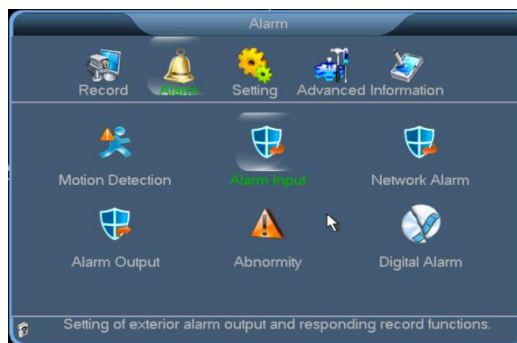 Alarm
Record Alarm Setting Advanced Information
Motion Detection Alarm Input Network Alarm
Alarm Output Abnormity Digital Alarm
Setting of exterior alarm output and responding record functions.